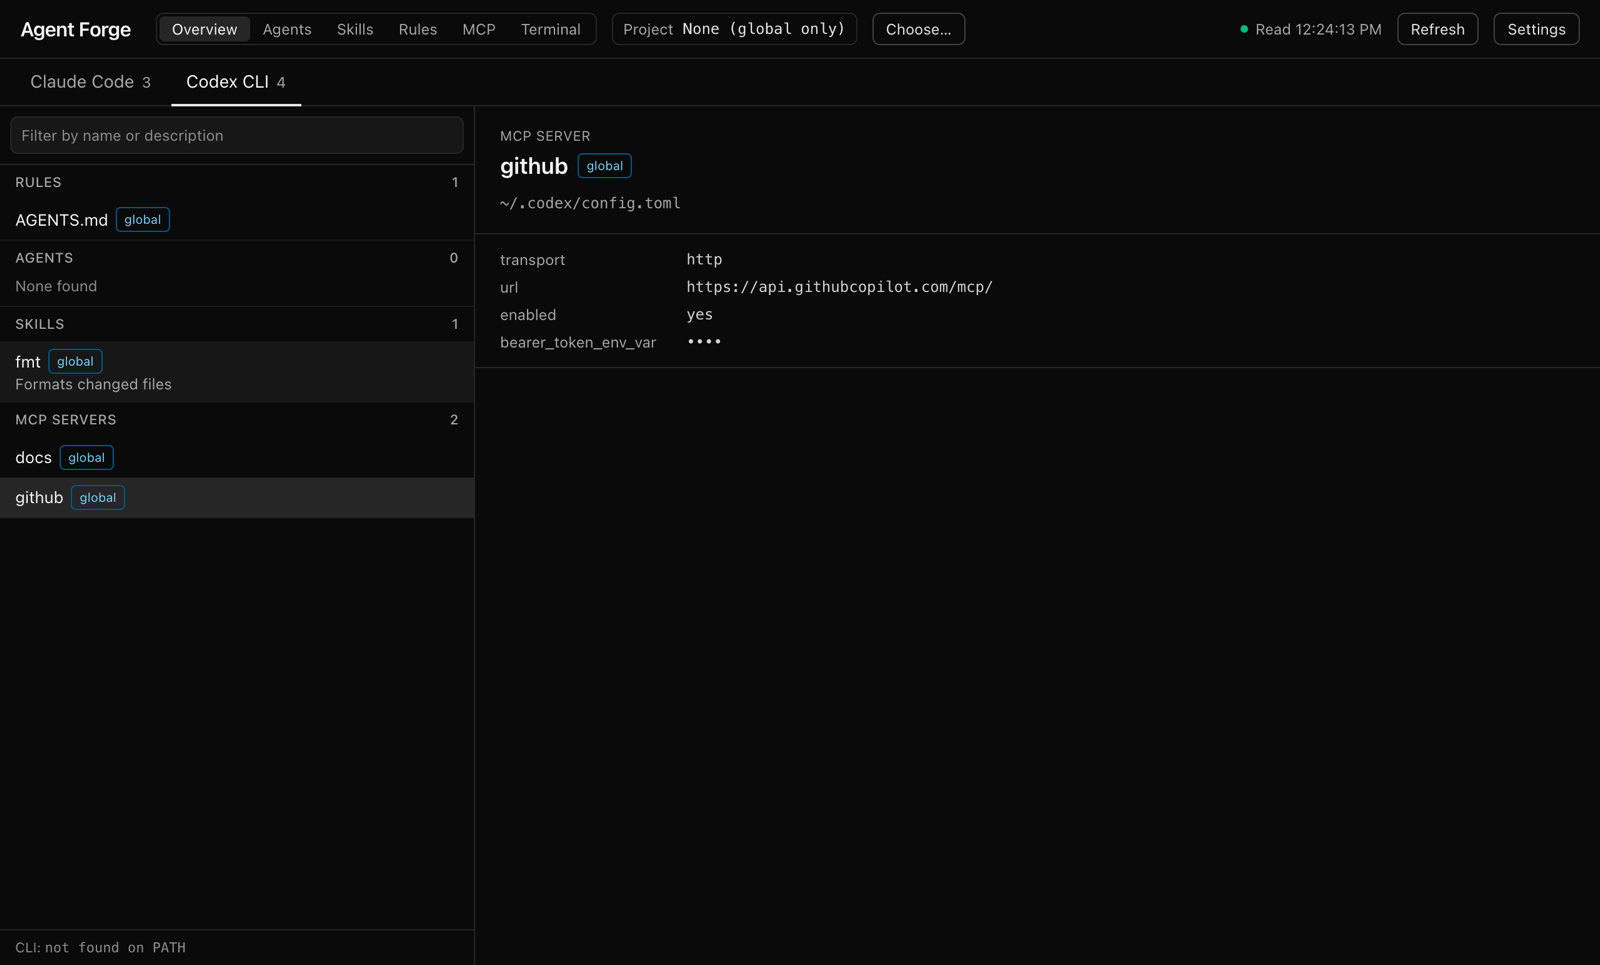 Agent Forge
Overview Agents Skills Rules MCP Terminal
Project None (global only)
Choose...
Read 12:24:13 PM
Refresh
Settings
Claude Code 3
Codex CLI 4
Filter by name or description
RULES 1
AGENTS.md global
AGENTS 0
None found
SKILLS 1
fmt global
Formats changed files
MCP SERVERS 2
docs global
github global
CLI: not found on PATH
MCP SERVER
github global
~/.codex/config.toml
transport http
url https://api.githubcopilot.com/mcp/
enabled yes
bearer_token_env_var ••••